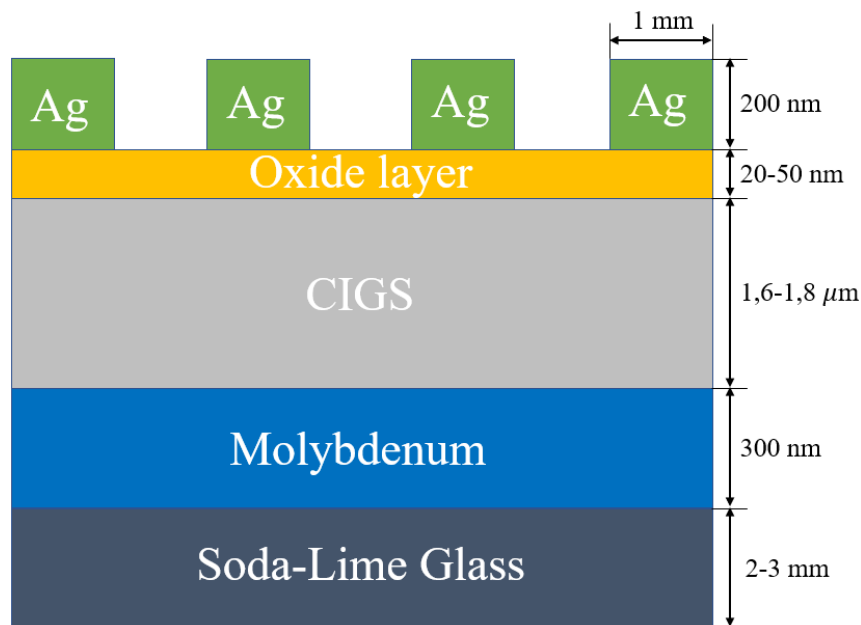 1 mm
Ag Ag Ag Ag
200 nm
Oxide layer
20-50 nm
CIGS
1,6-1,8 μm
Molybdenum
300 nm
Soda-Lime Glass
2-3 mm